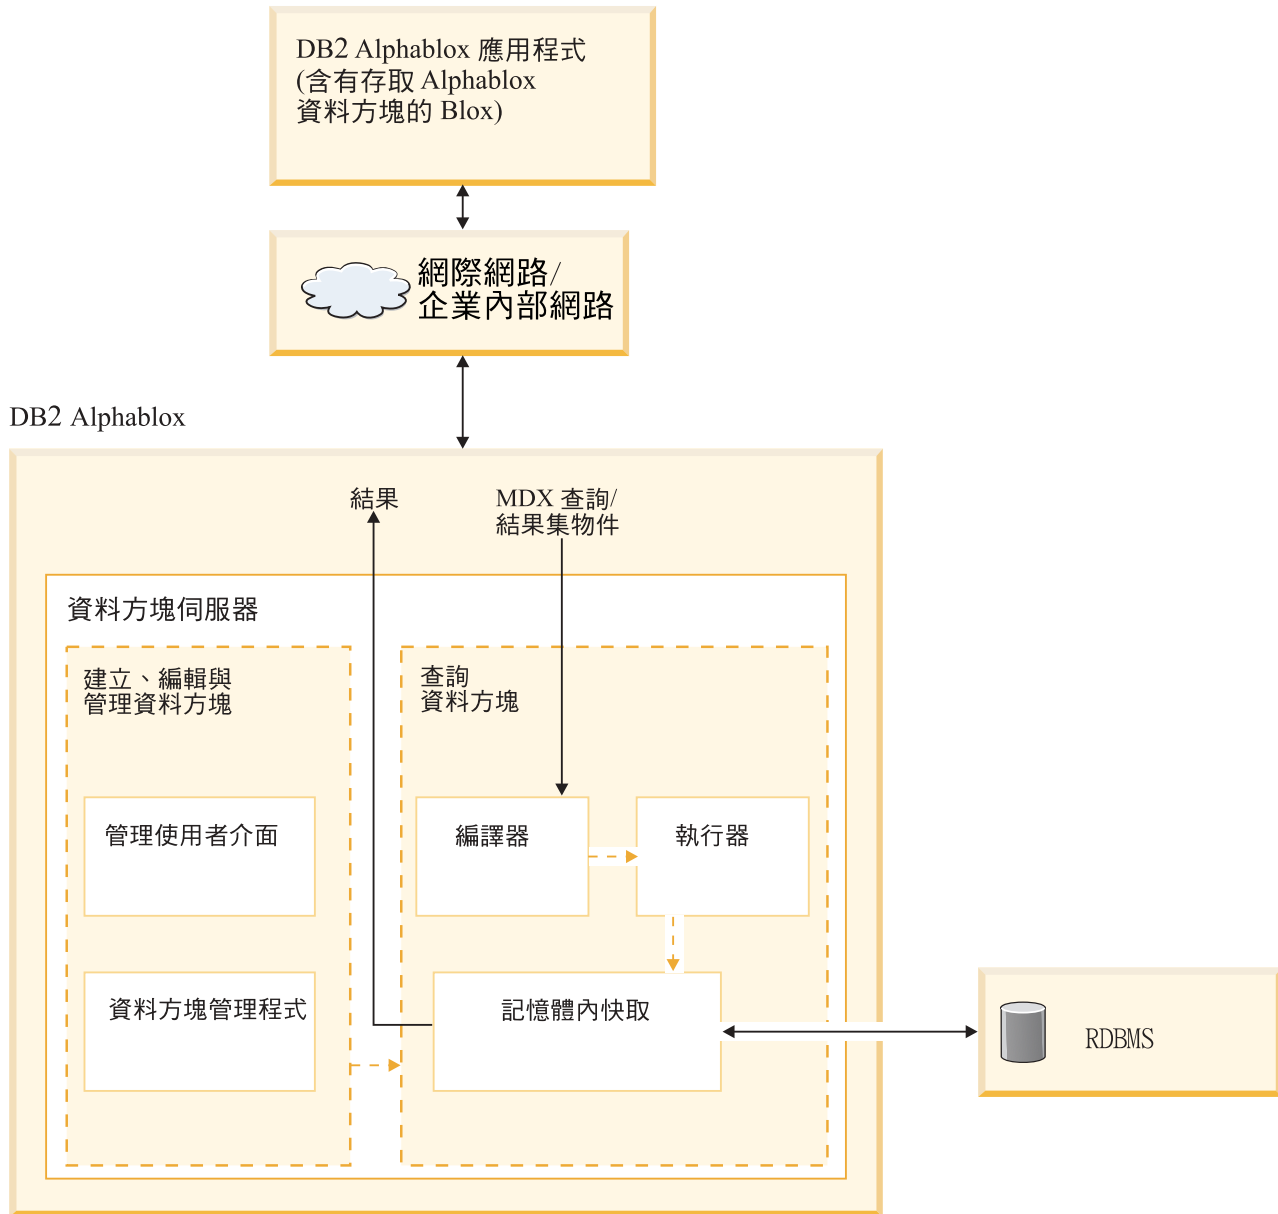 DB2 Alphablox 應用程式
(含有存取 Alphablox
資料方塊的 Blox)
網際網路/
企業內部網路
DB2 Alphablox
結果
MDX 查詢/
結果集物件
資料方塊伺服器
建立、編輯與
管理資料方塊
查詢
資料方塊
管理使用者介面
編譯器
執行器
資料方塊管理程式
記憶體內快取
RDBMS